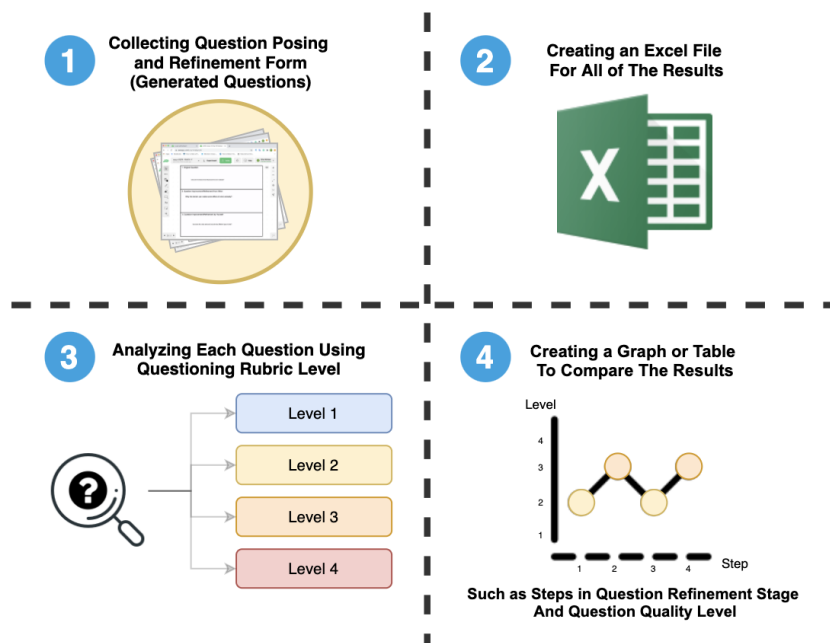 1
Collecting Question Posing
and Refinement Form
(Generated Questions)
2
Creating an Excel File
For All of The Results
X
3
Analyzing Each Question Using
Questioning Rubric Level
?
Level 1
Level 2
Level 3
Level 4
4
Creating a Graph or Table
To Compare The Results
Level
4
3
2
1
1 2 3 4
Step
Such as Steps in Question Refinement Stage
And Question Quality Level